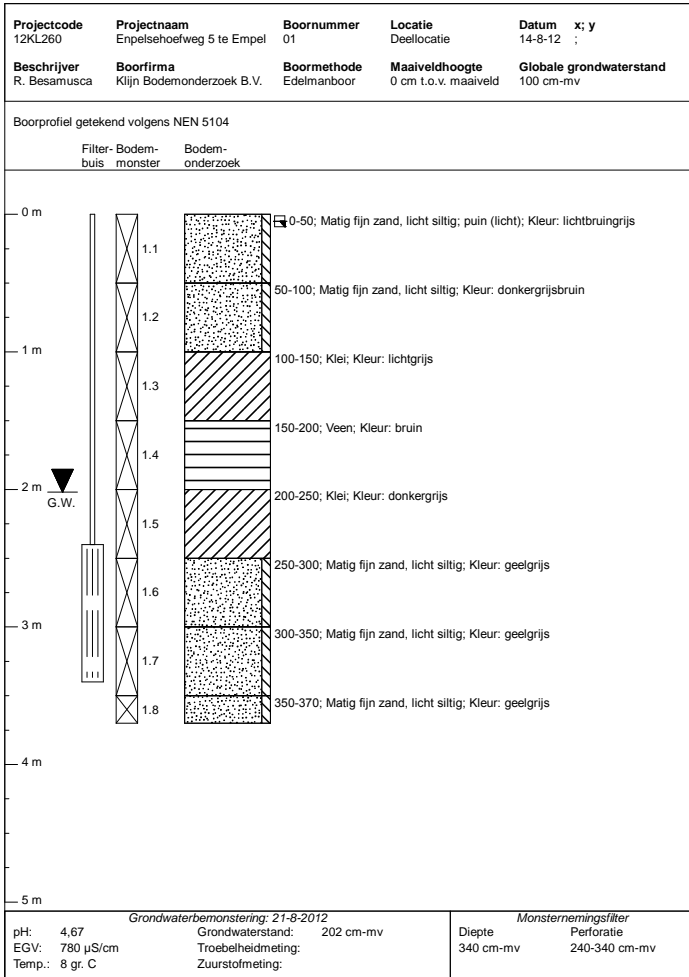 Projectcode Projectnaam Boornummer Locatie Datum x; y
12KL260 Enpelsehoefweg 5 te Empel 01 Deellocatie 14-8-12 ;
Beschrijver Boorfirma Boormethode Maaiveldhoogte Globale grondwaterstand
R. Besamusca Klijn Bodemonderzoek B.V. Edelmanboor 0 cm t.o.v. maaiveld 100 cm-mv
Boorprofiel getekend volgens NEN 5104
Filter- Bodem- Bodem-
buis monster onderzoek
0 m
0-50; Matig fijn zand, licht siltig; puin (licht); Kleur: lichtbruingrijs
1.1
50-100; Matig fijn zand, licht siltig; Kleur: donkergrijsbruin
1.2
1 m
100-150; Klei; Kleur: lichtgrijs
1.3
150-200; Veen; Kleur: bruin
1.4
2 m
G.W.
200-250; Klei; Kleur: donkergrijs
1.5
250-300; Matig fijn zand, licht siltig; Kleur: geelgrijs
1.6
3 m
300-350; Matig fijn zand, licht siltig; Kleur: geelgrijs
1.7
350-370; Matig fijn zand, licht siltig; Kleur: geelgrijs
1.8
4 m
5 m
Grondwaterbemonstering: 21-8-2012 Monsternemingsfilter
pH: 4,67 Grondwaterstand: 202 cm-mv Diepte Perforatie
EGV: 780 µS/cm Troebelheidmeting: 340 cm-mv 240-340 cm-mv
Temp.: 8 gr. C Zuurstofmeting: